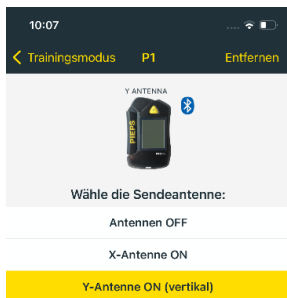 10:07
Trainingsmodus P1 Entfernen
Y ANTENNA
PIEPS
Wähle die Sendeantenne:
Antennen OFF
X-Antenne ON
Y-Antenne ON (vertikal)